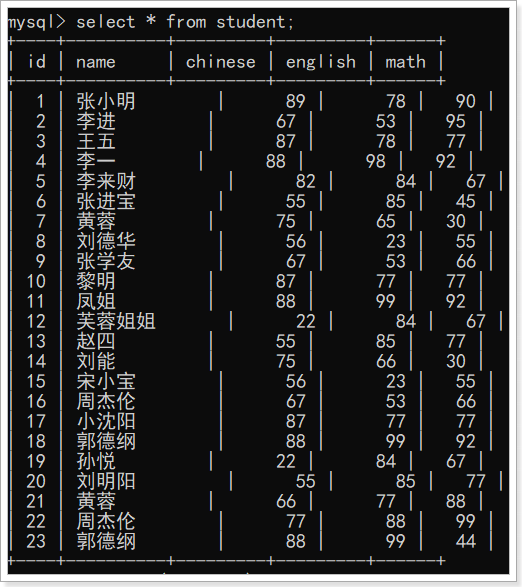 mysql> select * from student;
+----+----------+---------+---------+------+
| id | name | chinese | english | math |
+----+----------+---------+---------+------+
| 1 | 张小明 | 89 | 78 | 90 |
| 2 | 李进 | 67 | 53 | 95 |
| 3 | 王五 | 87 | 78 | 77 |
| 4 | 李一 | 88 | 98 | 92 |
| 5 | 李来财 | 82 | 84 | 67 |
| 6 | 张进宝 | 55 | 85 | 45 |
| 7 | 黄蓉 | 75 | 65 | 30 |
| 8 | 刘德华 | 56 | 23 | 55 |
| 9 | 张学友 | 67 | 53 | 66 |
| 10 | 黎明 | 87 | 77 | 77 |
| 11 | 凤姐 | 88 | 99 | 92 |
| 12 | 芙蓉姐姐 | 22 | 84 | 67 |
| 13 | 赵四 | 55 | 85 | 77 |
| 14 | 刘能 | 75 | 66 | 30 |
| 15 | 宋小宝 | 56 | 23 | 55 |
| 16 | 周杰伦 | 67 | 53 | 66 |
| 17 | 小沈阳 | 87 | 77 | 77 |
| 18 | 郭德纲 | 88 | 99 | 92 |
| 19 | 孙悦 | 22 | 84 | 67 |
| 20 | 刘明阳 | 55 | 85 | 77 |
| 21 | 黄蓉 | 66 | 77 | 88 |
| 22 | 周杰伦 | 77 | 88 | 99 |
| 23 | 郭德纲 | 88 | 99 | 44 |
+----+----------+---------+---------+------+